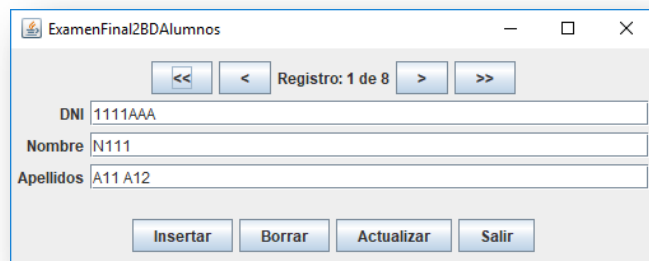 ExamenFinal2BDAlumnos
<< < Registro: 1 de 8 > >>
DNI 1111AAA
Nombre N111
Apellidos A11 A12
Insertar Borrar Actualizar Salir